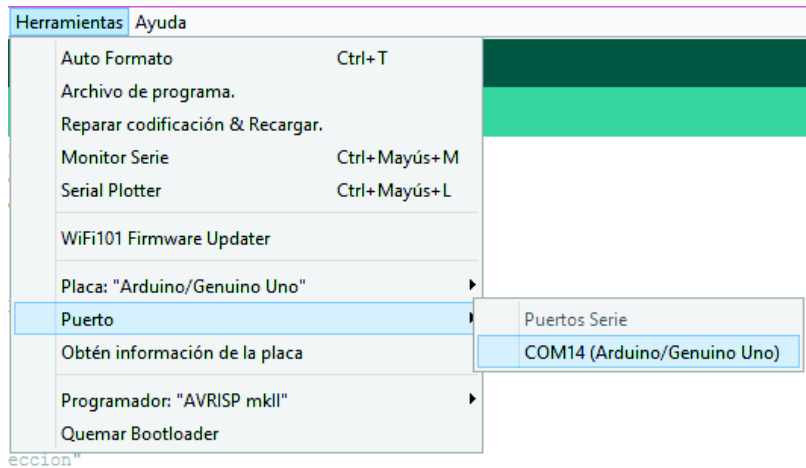 Herramientas Ayuda
Auto Formato Ctrl+T
Archivo de programa.
Reparar codificación & Recargar.
Monitor Serie Ctrl+Mayús+M
Serial Plotter Ctrl+Mayús+L
WiFi101 Firmware Updater
Placa: "Arduino/Genuino Uno"
Puerto
Puertos Serie
Obtén información de la placa
COM14 (Arduino/Genuino Uno)
Programador: "AVRISP mkII"
Quemar Bootloader
eccion"